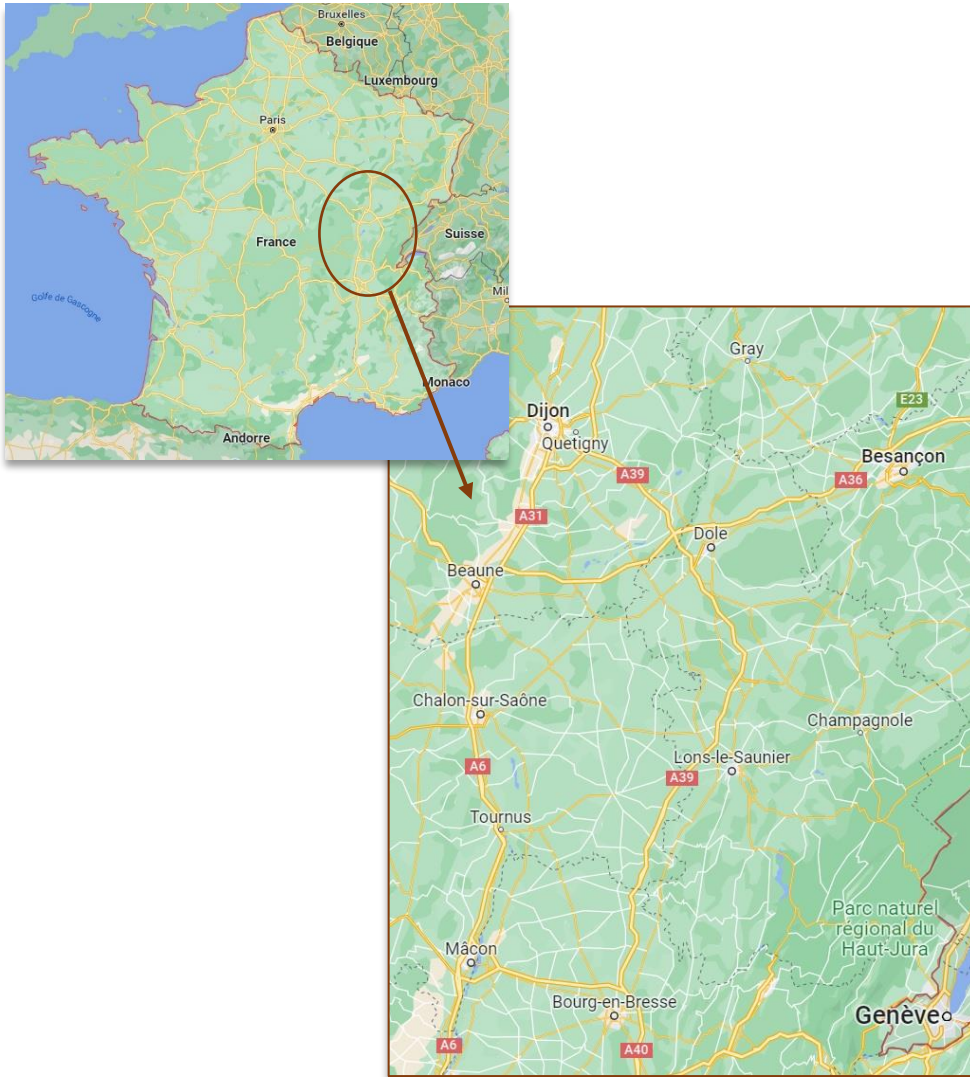 Bruxelles
Belgique
Luxembourg
Paris
France
Suisse
Golfe de Gascogne
Mil
Monaco
Andorre
Gray
E23
Dijon
Quetigny
Besançon
A39
A36
A31
Dole
Beaune
Chalon-sur-Saône
Champagnole
Lons-le-Saunier
A6
A39
Tournus
Parc naturel
régional du
Haut-Jura
Mâcon
Bourg-en-Bresse
Genève
A6
A40